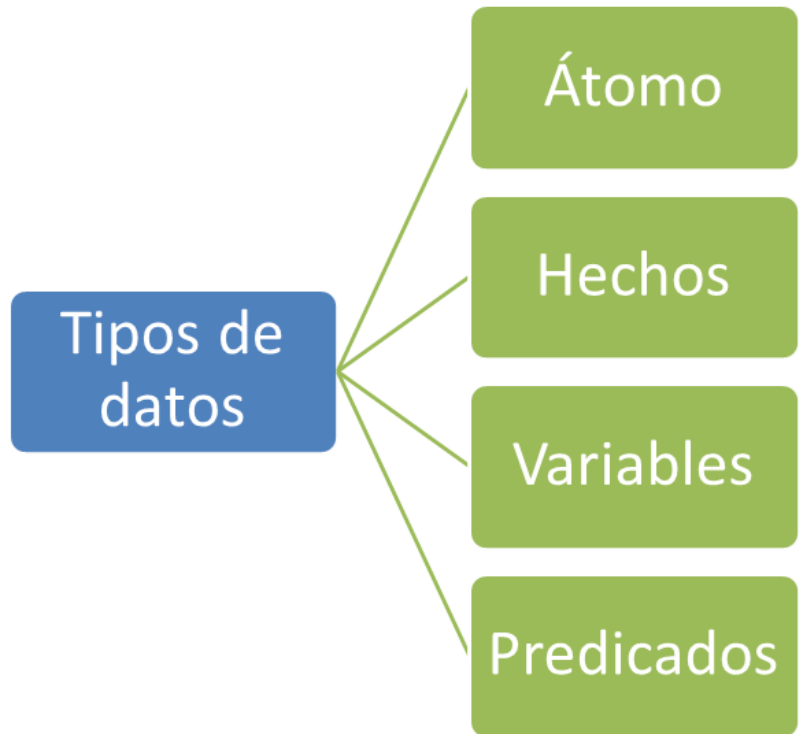 Tipos de
datos
Átomo
Hechos
Variables
Predicados